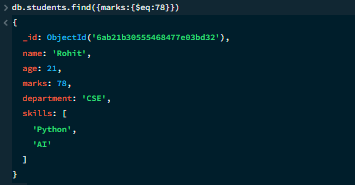 > db.students.find({marks:{$eq:78}})
< {
_id: ObjectId('6ab21b30555468477e03bd32'),
name: 'Rohit',
age: 21,
marks: 78,
department: 'CSE',
skills: [
'Python',
'AI'
]
}